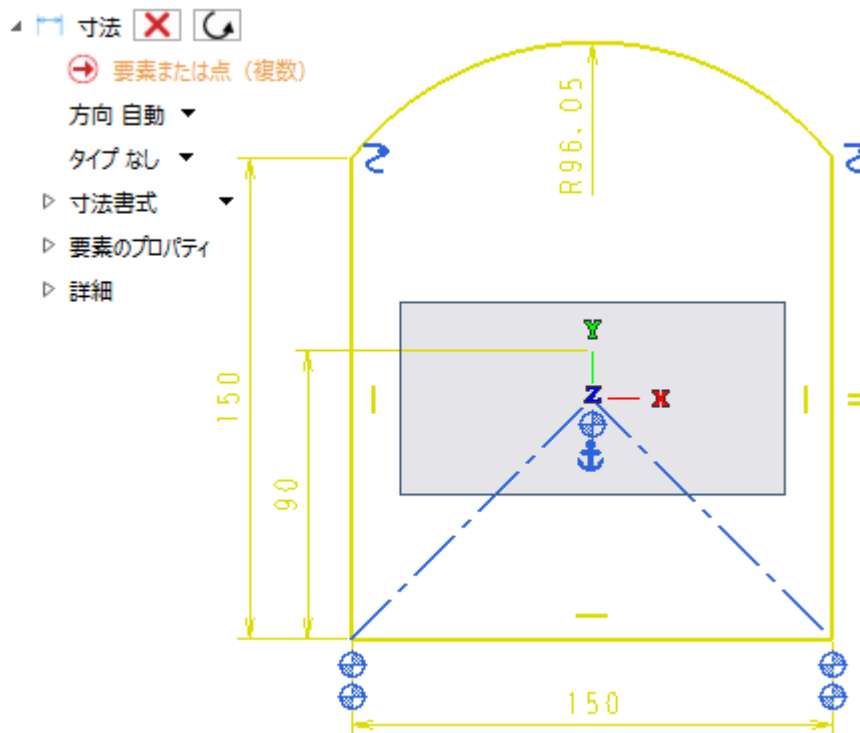 寸法
要素または点（複数）
方向 自動
タイプ なし
寸法書式
要素のプロパティ
詳細
R96.05
150
90
Y
Z
X
150